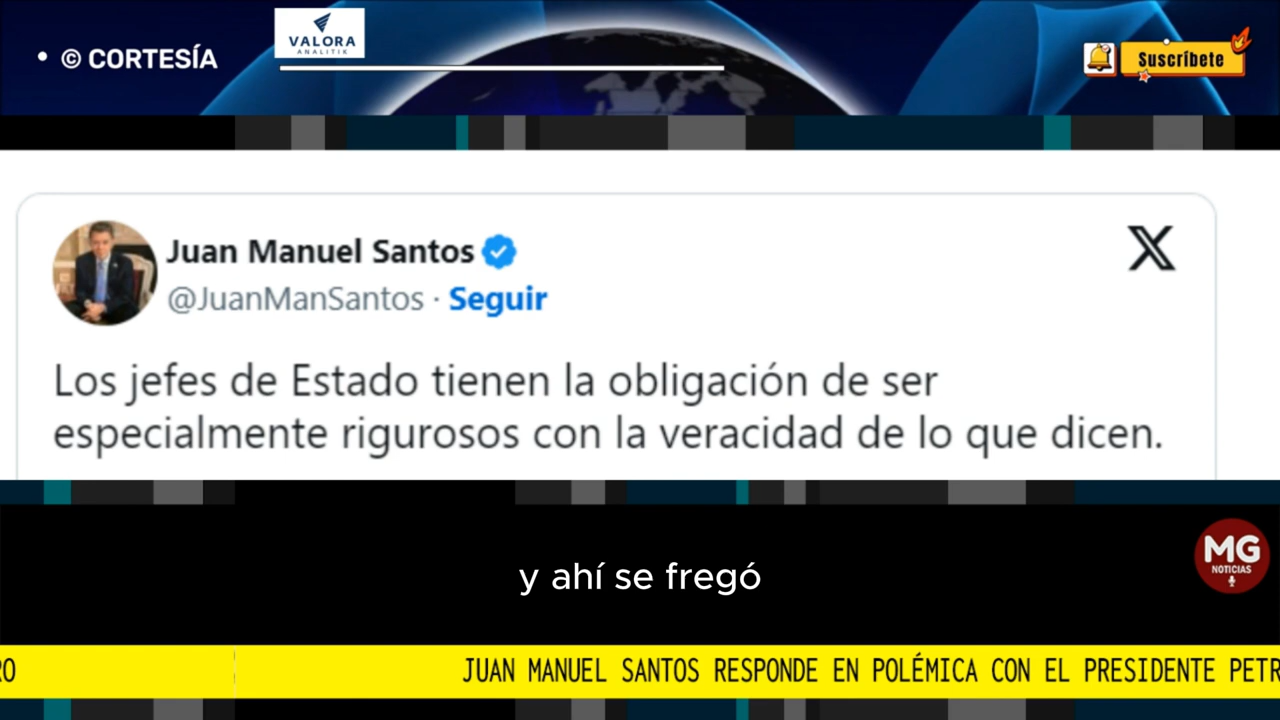 • © CORTESÍA
VALORA
ANALITIK
Suscríbete
Juan Manuel Santos
@JuanManSantos · Seguir
Los jefes de Estado tienen la obligación de ser
especialmente rigurosos con la veracidad de lo que dicen.
MG
NOTICIAS
y ahí se fregó
RO JUAN MANUEL SANTOS RESPONDE EN POLÉMICA CON EL PRESIDENTE PETR